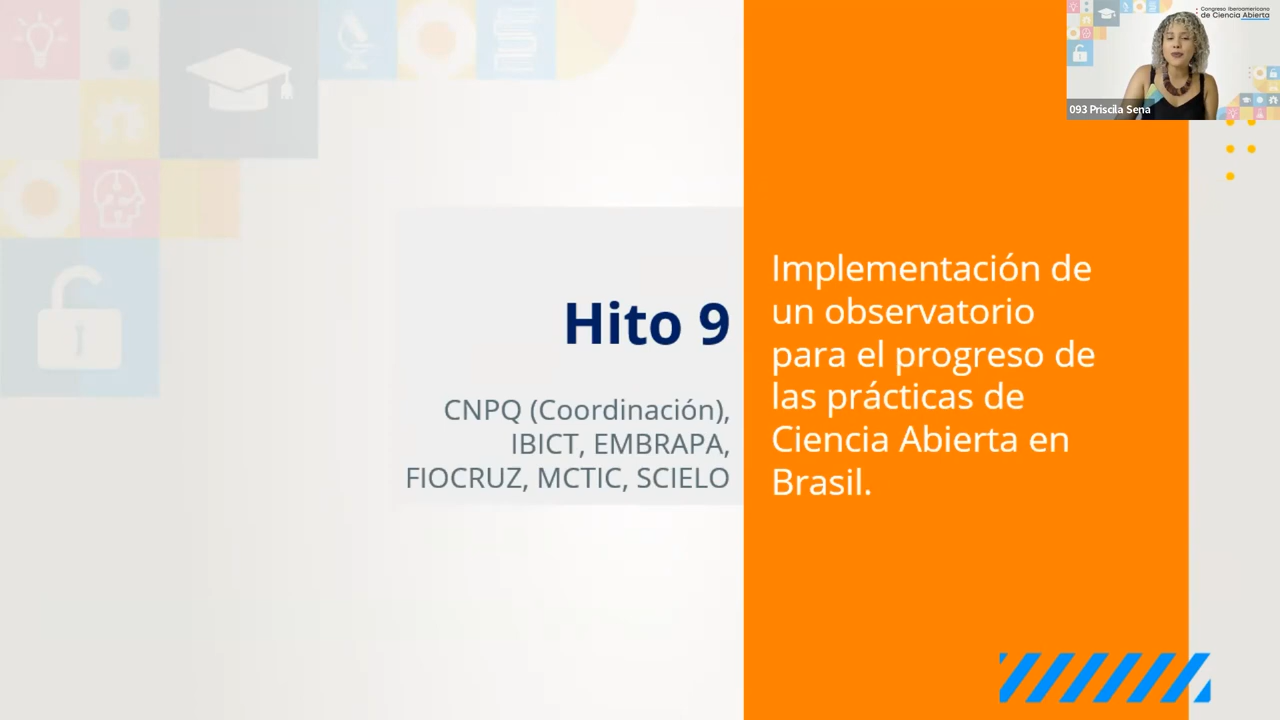 Hito 9
CNPQ (Coordinación),
IBICT, EMBRAPA,
FIOCRUZ, MCTIC, SCIELO
Implementación de
un observatorio
para el progreso de
las prácticas de
Ciencia Abierta en
Brasil.
Congreso Iberoamericano
de Ciencia Abierta
093 Priscila Sena